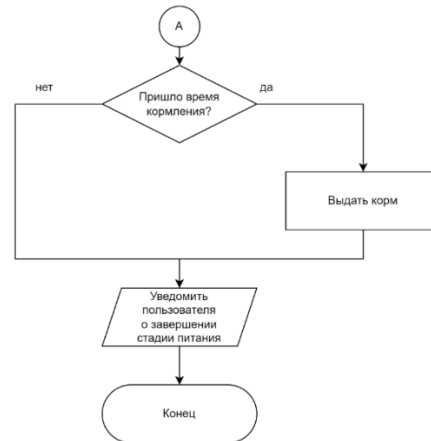 А
нет
да
Пришло время
кормления?
Выдать корм
Уведомить
пользователя
о завершении
стадии питания
Конец